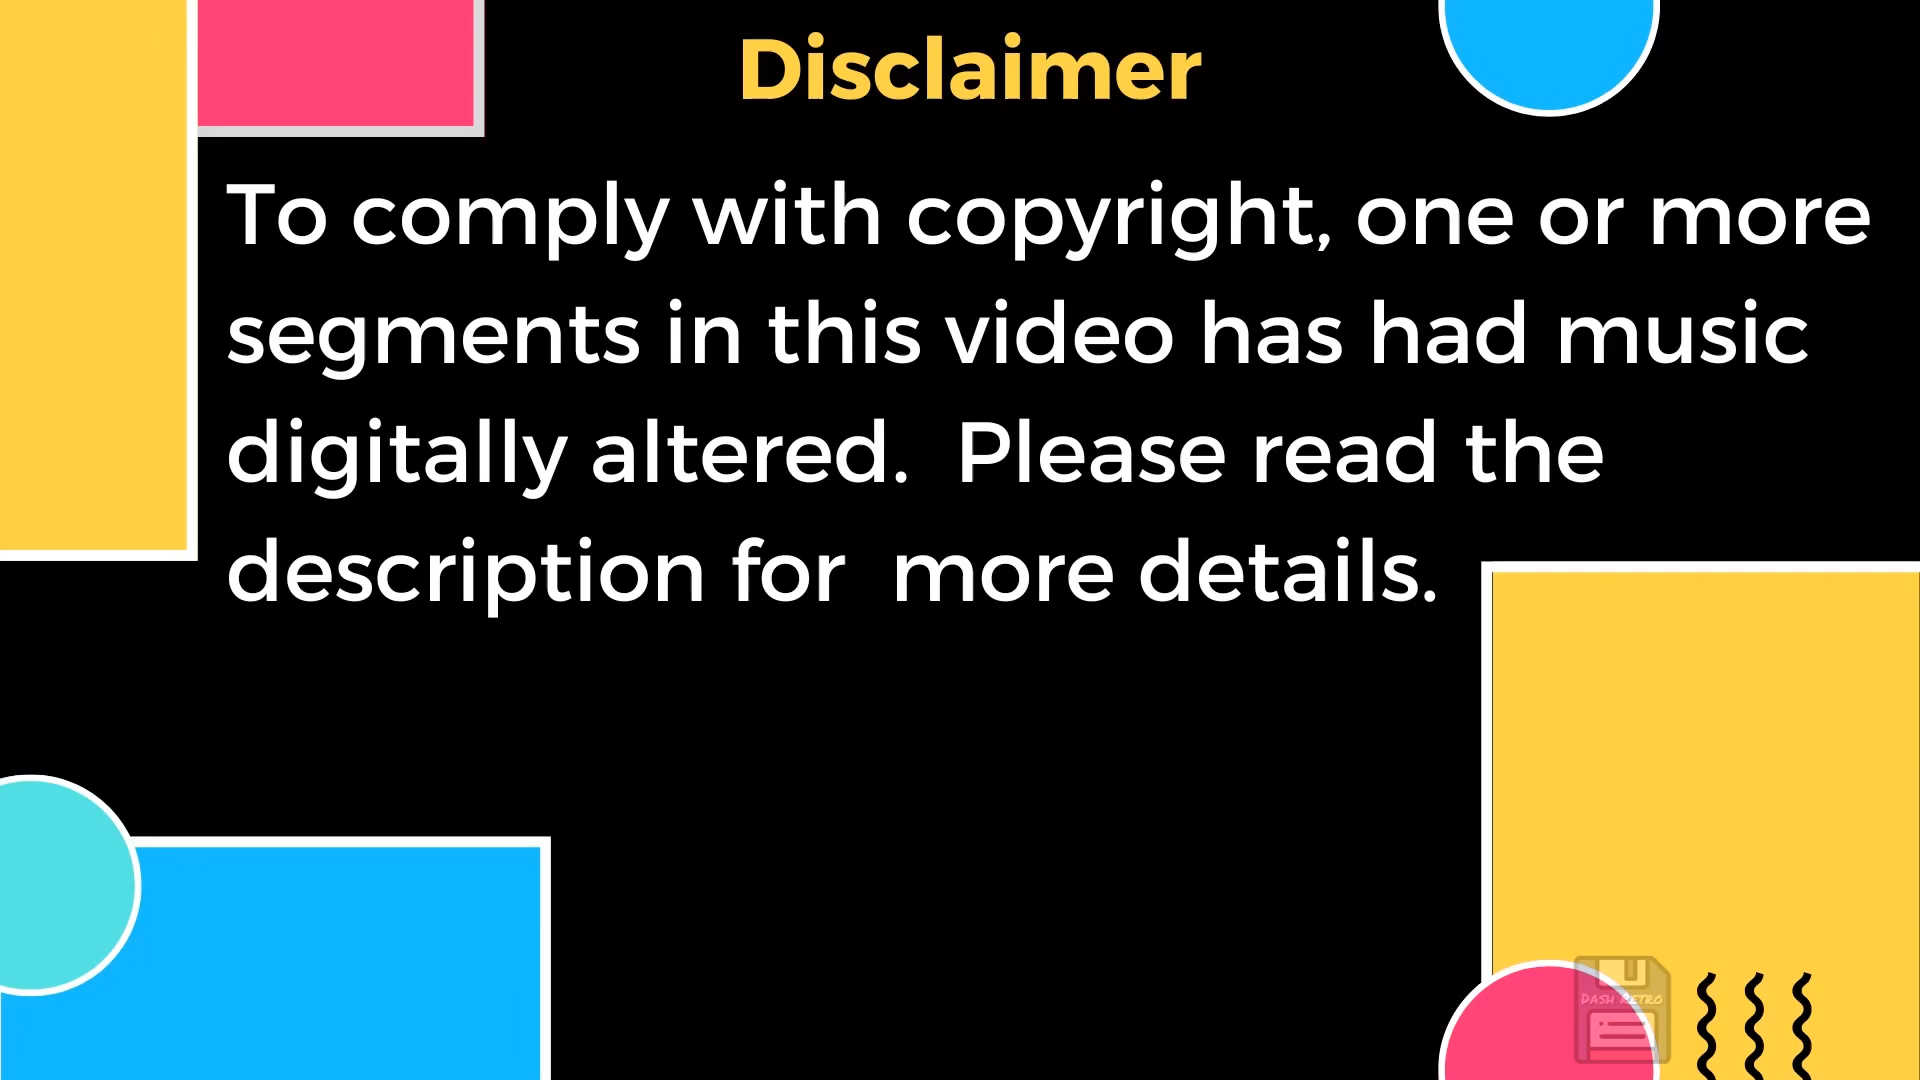 Disclaimer
To comply with copyright, one or more
segments in this video has had music
digitally altered.  Please read the
description for  more details.
DASH RETRO